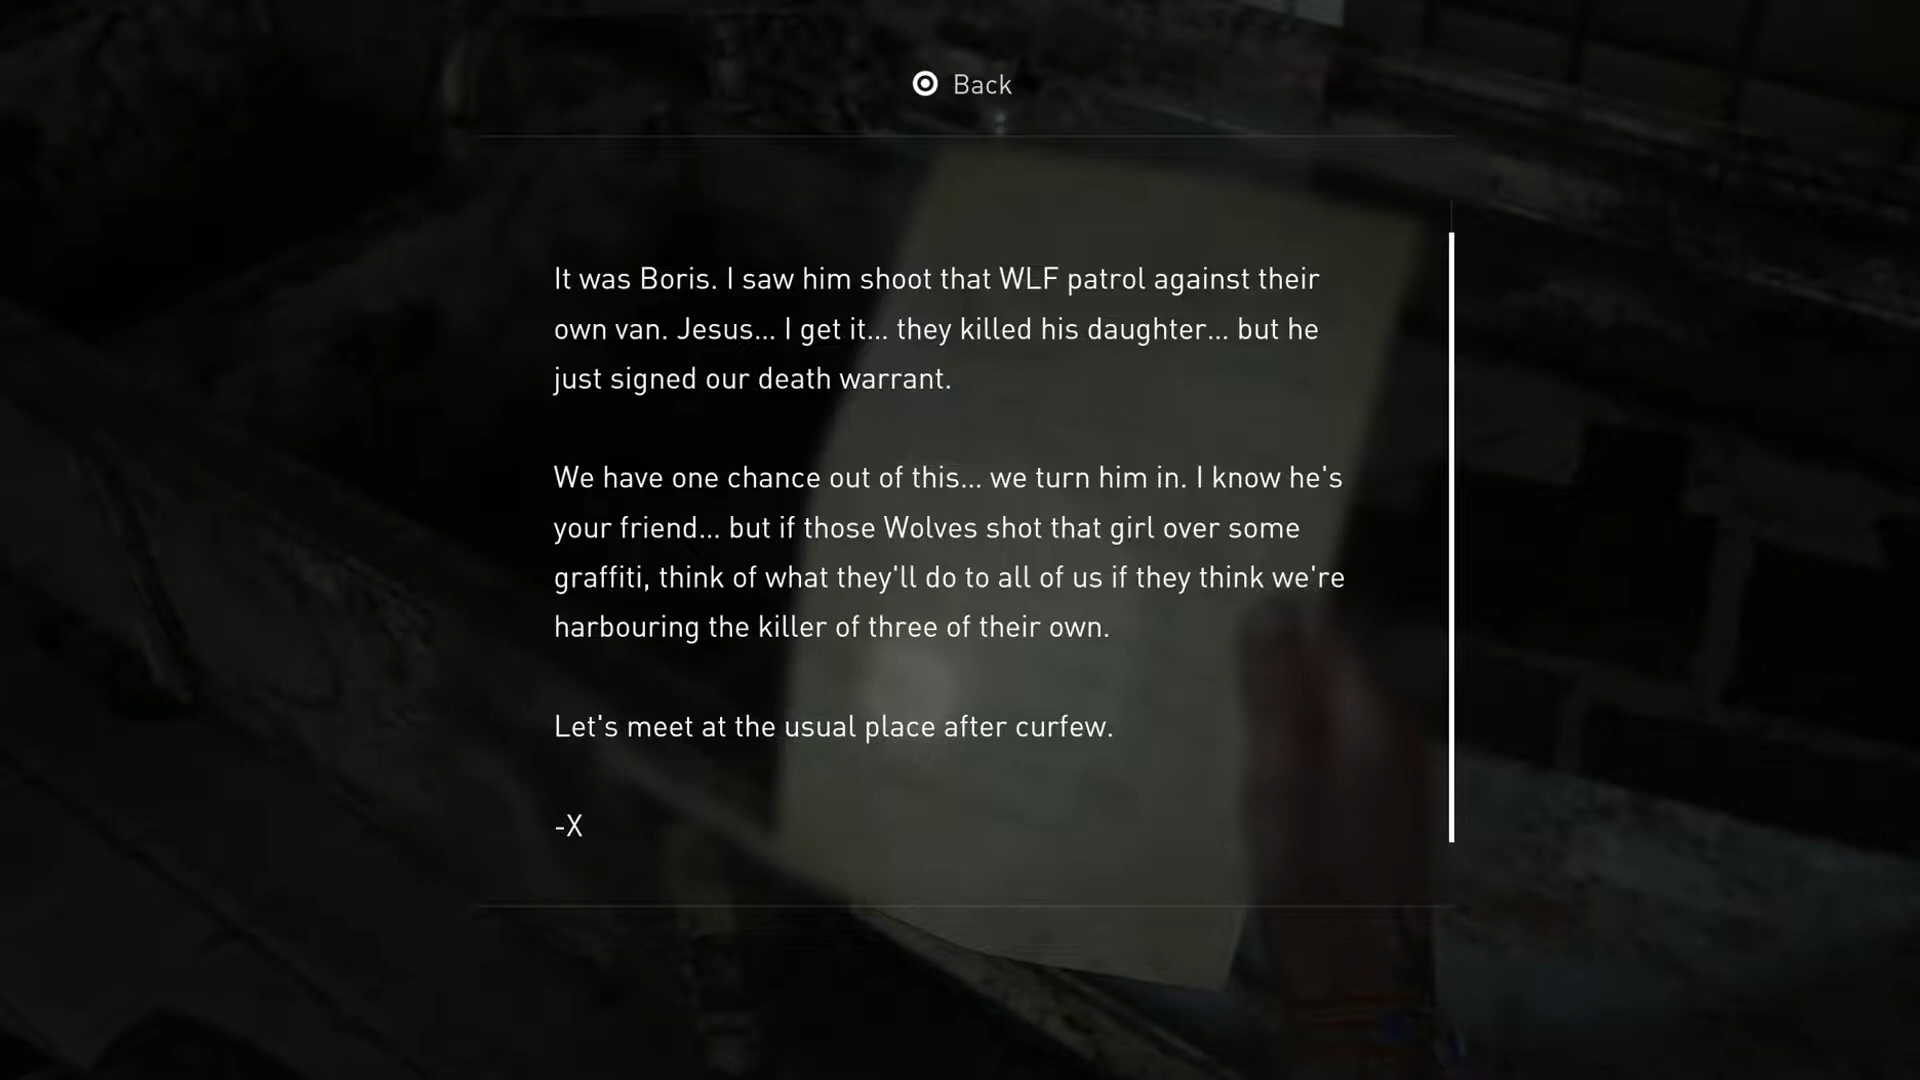 Back
It was Boris. I saw him shoot that WLF patrol against their
own van. Jesus... I get it... they killed his daughter... but he
just signed our death warrant.
We have one chance out of this... we turn him in. I know he's
your friend... but if those Wolves shot that girl over some
graffiti, think of what they'll do to all of us if they think we're
harbouring the killer of three of their own.
Let's meet at the usual place after curfew.
-X